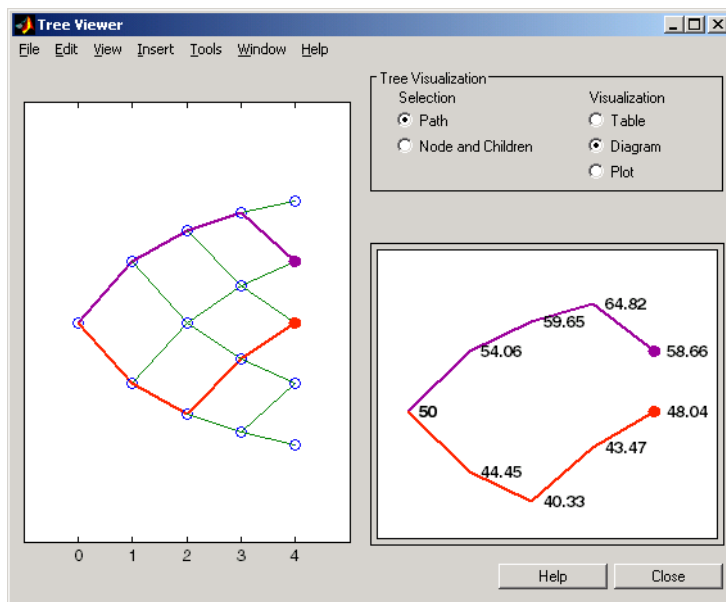 Tree Viewer
File Edit View Insert Tools Window Help
Tree Visualization
Selection Visualization
Path Table
Node and Children Diagram
Plot
64.82
59.65
54.06 58.66
50 48.04
43.47
44.45
40.33
0 1 2 3 4
Help Close